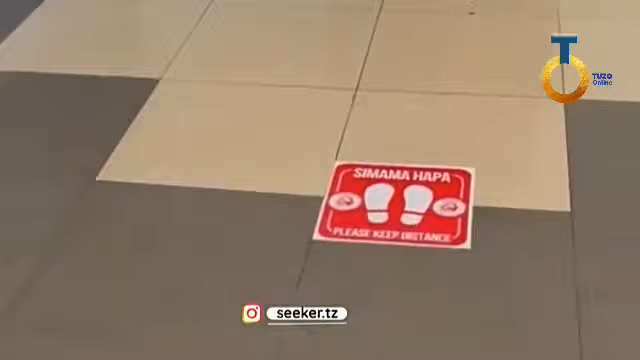 TUZO
Online
SIMAMA HAPA
PLEASE KEEP DISTANCE
seeker.tz